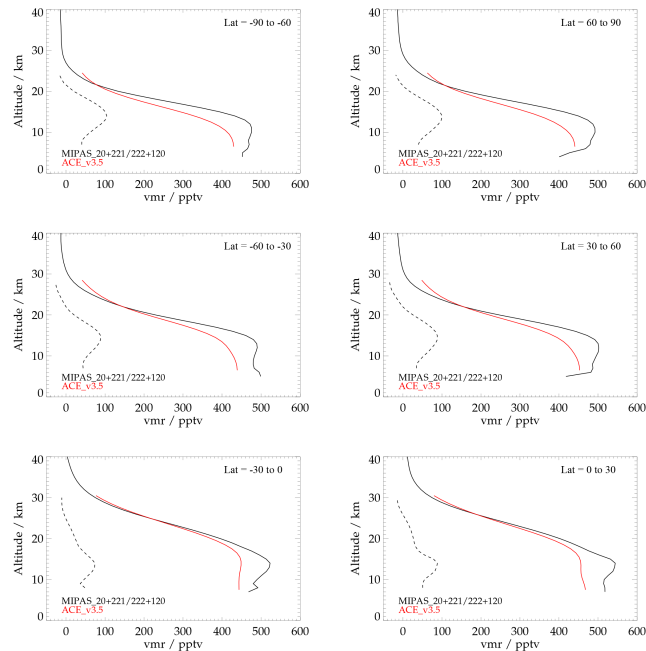 40
30
20
10
0
Altitude / km
Lat = -90 to -60
MIPAS_20+221/222+120
ACE_v3.5
0 100 200 300 400 500 600
vmr / pptv
40
30
20
10
0
Altitude / km
Lat = 60 to 90
MIPAS_20+221/222+120
ACE_v3.5
0 100 200 300 400 500 600
vmr / pptv
40
30
20
10
0
Altitude / km
Lat = -60 to -30
MIPAS_20+221/222+120
ACE_v3.5
0 100 200 300 400 500 600
vmr / pptv
40
30
20
10
0
Altitude / km
Lat = 30 to 60
MIPAS_20+221/222+120
ACE_v3.5
0 100 200 300 400 500 600
vmr / pptv
40
30
20
10
0
Altitude / km
Lat = -30 to 0
MIPAS_20+221/222+120
ACE_v3.5
0 100 200 300 400 500 600
vmr / pptv
40
30
20
10
0
Altitude / km
Lat = 0 to 30
MIPAS_20+221/222+120
ACE_v3.5
0 100 200 300 400 500 600
vmr / pptv